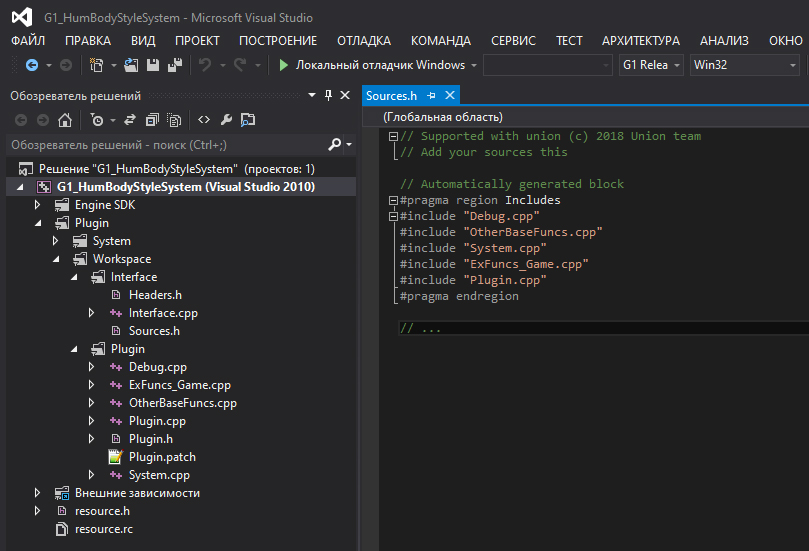 G1_HumBodyStyleSystem - Microsoft Visual Studio
ФАЙЛ ПРАВКА ВИД ПРОЕКТ ПОСТРОЕНИЕ ОТЛАДКА КОМАНДА СЕРВИС ТЕСТ АРХИТЕКТУРА АНАЛИЗ ОКНО
Локальный отладчик Windows G1 Relea Win32
Обозреватель решений
Обозреватель решений - поиск (Ctrl+;)
Решение "G1_HumBodyStyleSystem" (проектов: 1)
G1_HumBodyStyleSystem (Visual Studio 2010)
Engine SDK
Plugin
System
Workspace
Interface
Headers.h
Interface.cpp
Sources.h
Plugin
Debug.cpp
ExFuncs_Game.cpp
OtherBaseFuncs.cpp
Plugin.cpp
Plugin.h
Plugin.patch
System.cpp
Внешние зависимости
resource.h
resource.rc
Sources.h
(Глобальная область)
// Supported with union (c) 2018 Union team
// Add your sources this
// Automatically generated block
#pragma region Includes
#include "Debug.cpp"
#include "OtherBaseFuncs.cpp"
#include "System.cpp"
#include "ExFuncs_Game.cpp"
#include "Plugin.cpp"
#pragma endregion
// ...